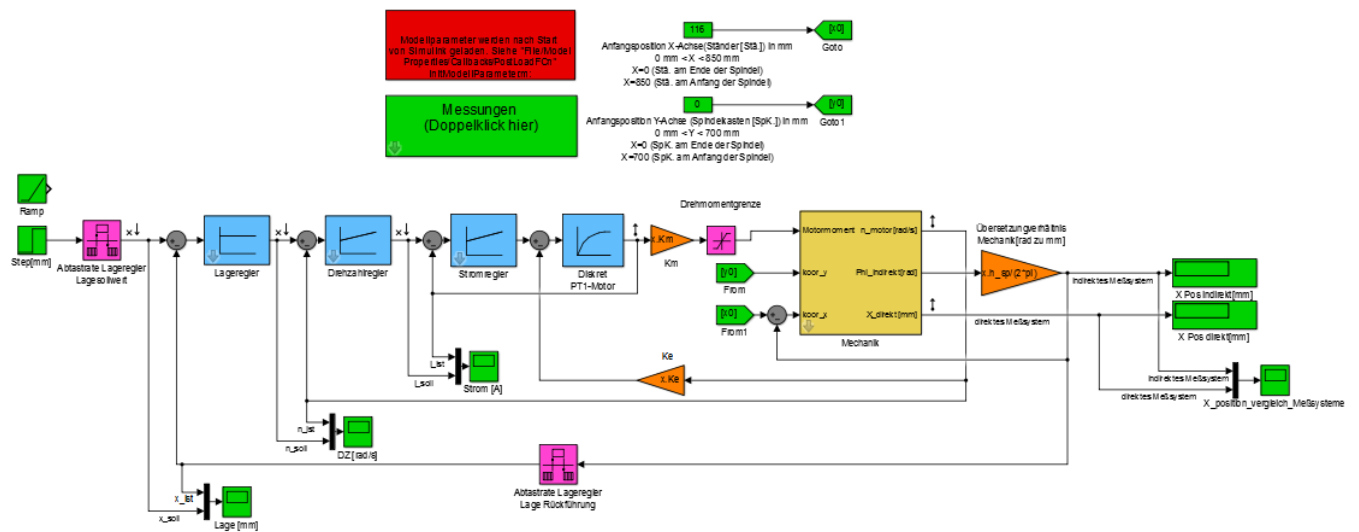 Modellparameter werden nach Start
von Simulink geladen. Siehe "File/Model
Properties/Callbacks/PostLoadFCn"
InitModellParameterm.
Messungen
(Doppelklick hier)
116
[x0]
Goto
Anfangsposition X-Achse(Ständer [Stä.]) in mm
0 mm <X < 850 mm
X=0 (Stä. am Ende der Spindel)
X=850 (Stä. am Anfang der Spindel)
0
[y0]
Goto1
Anfangsposition Y-Achse (Spindekasten [SpK.]) in mm
0 mm <Y < 700 mm
X=0 (SpK. am Ende der Spindel)
X=700 (SpK. am Anfang der Spindel)
Ramp
Step[mm]
Abtastrate Lageregler
Lagesollwert
Lageregler
Drehzahlregler
Stromregler
Diskret
PT1-Motor
x.Km
Km
Drehmomentgrenze
[y0]
From
[x0]
From1
Motormoment
n_motor[rad/s]
koor_y
Phi_indirekt[rad]
koor_x
X_direkt[mm]
Mechanik
Übersetzungverhältnis
Mechanik[rad zu mm]
x.h_sp/(2*pi)
indirektes Meßsystem
X Pos indirekt[mm]
direktes Meßsystem
X Pos direkt[mm]
indirektes Meßsystem
direktes Meßsystem
X_position_vergleich_Meßsysteme
Ke
x.Ke
I_ist
I_soll
Strom [A]
n_ist
n_soll
DZ [rad/s]
Abtastrate Lageregler
Lage Rückführung
x_ist
x_soll
Lage [mm]